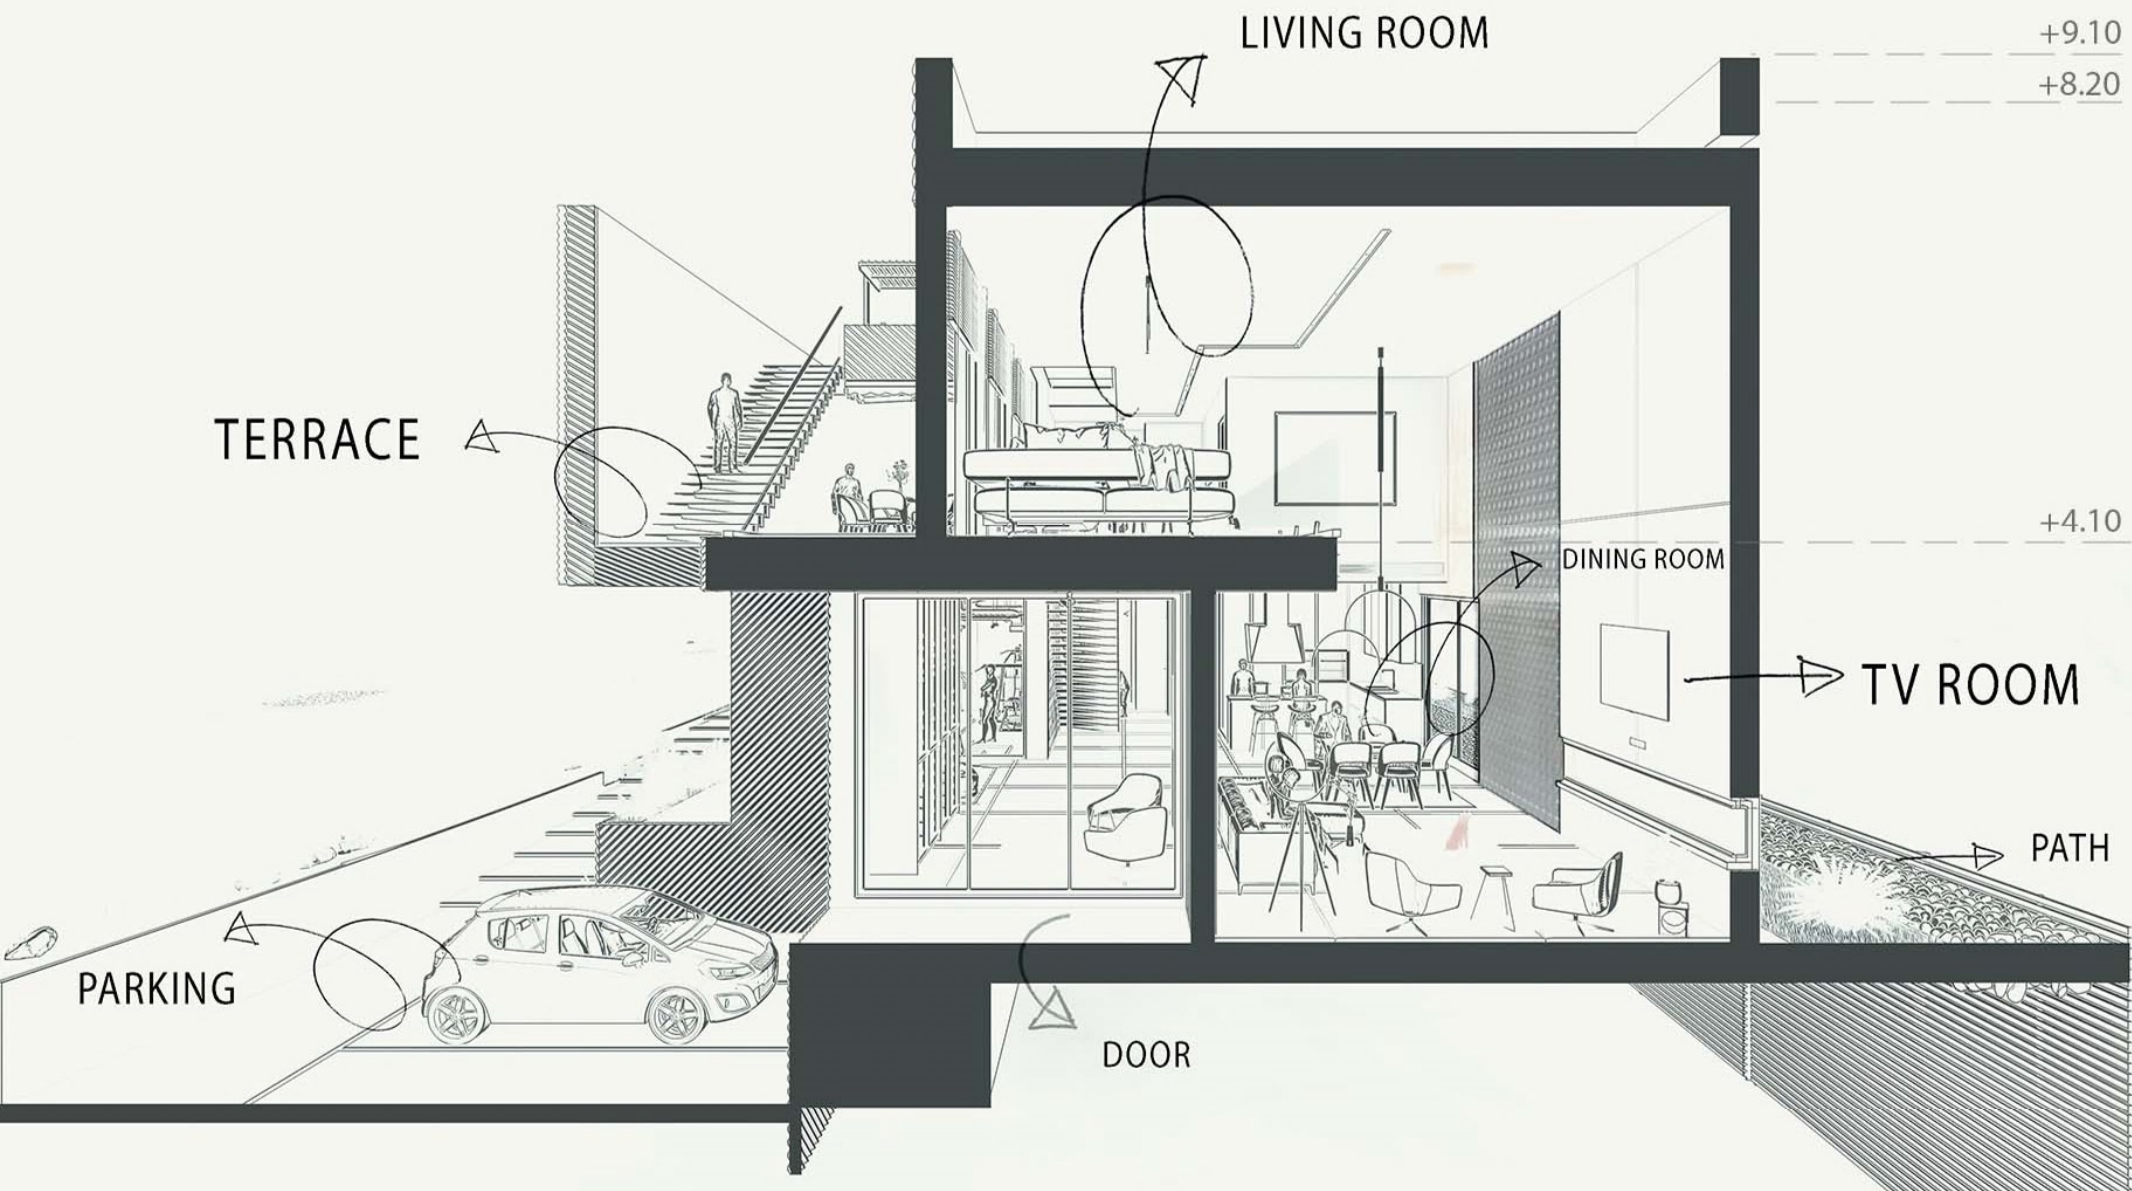 LIVING ROOM
+9.10
+8.20
TERRACE
+4.10
DINING ROOM
TV ROOM
PATH
PARKING
DOOR